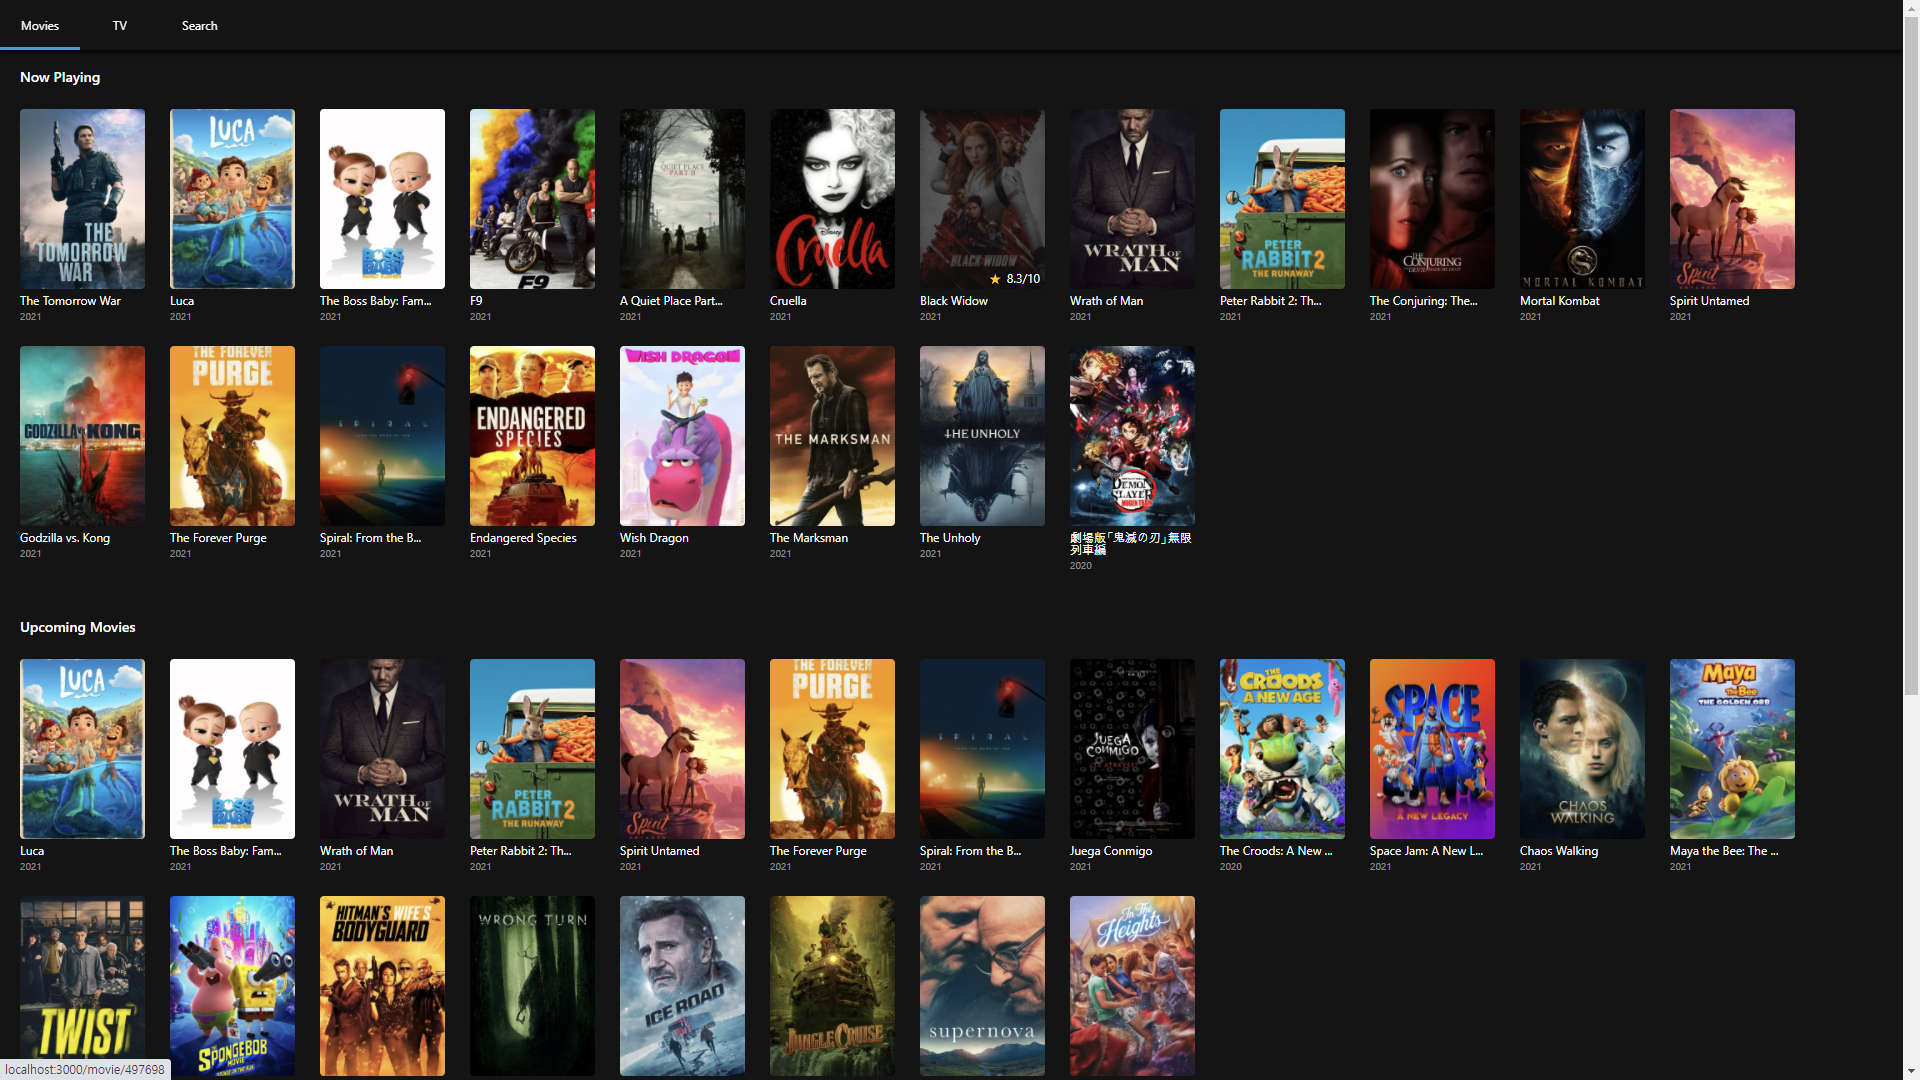 Movies
TV
Search
Now Playing
THE
TOMORROW
WAR
LUCA
BOSS
BABY
F9
QUIET PLACE
PART II
Disney
Cruella
BLACK WIDOW
8.3/10
WRATH OF
MAN
PETER
RABBIT 2
THE RUNAWAY
THE
CONJURING
MORTAL KOMBAT
Spirit
The Tomorrow War
2021
Luca
2021
The Boss Baby: Fam...
2021
F9
2021
A Quiet Place Part...
2021
Cruella
2021
Black Widow
2021
Wrath of Man
2021
Peter Rabbit 2: Th...
2021
The Conjuring: The...
2021
Mortal Kombat
2021
Spirit Untamed
2021
GODZILLA vs. KONG
THE FOREVER
PURGE
SPIRAL
ENDANGERED
SPECIES
WISH DRAGON
THE MARKSMAN
THE UNHOLY
DEMON
SLAYER
MUGEN TRAIN
Godzilla vs. Kong
2021
The Forever Purge
2021
Spiral: From the B...
2021
Endangered Species
2021
Wish Dragon
2021
The Marksman
2021
The Unholy
2021
劇場版「鬼滅の刃」無限
列車編
2020
Upcoming Movies
LUCA
BOSS
BABY
WRATH OF
MAN
PETER
RABBIT 2
THE RUNAWAY
Spirit
THE FOREVER
PURGE
SPIRAL
JUEGA
CONMIGO
THE
CROODS
A NEW AGE
SPACE
JAM
A NEW LEGACY
CHAOS
WALKING
Maya
the Bee
THE GOLDEN ORB
Luca
2021
The Boss Baby: Fam...
2021
Wrath of Man
2021
Peter Rabbit 2: Th...
2021
Spirit Untamed
2021
The Forever Purge
2021
Spiral: From the B...
2021
Juega Conmigo
2021
The Croods: A New ...
2020
Space Jam: A New L...
2021
Chaos Walking
2021
Maya the Bee: The ...
2021
TWIST
THE
SPONGEBOB
MOVIE
HITMAN'S WIFE'S
BODYGUARD
WRONG TURN
ICE ROAD
JUNGLE CRUISE
supernova
In The
Heights
localhost:3000/movie/497698